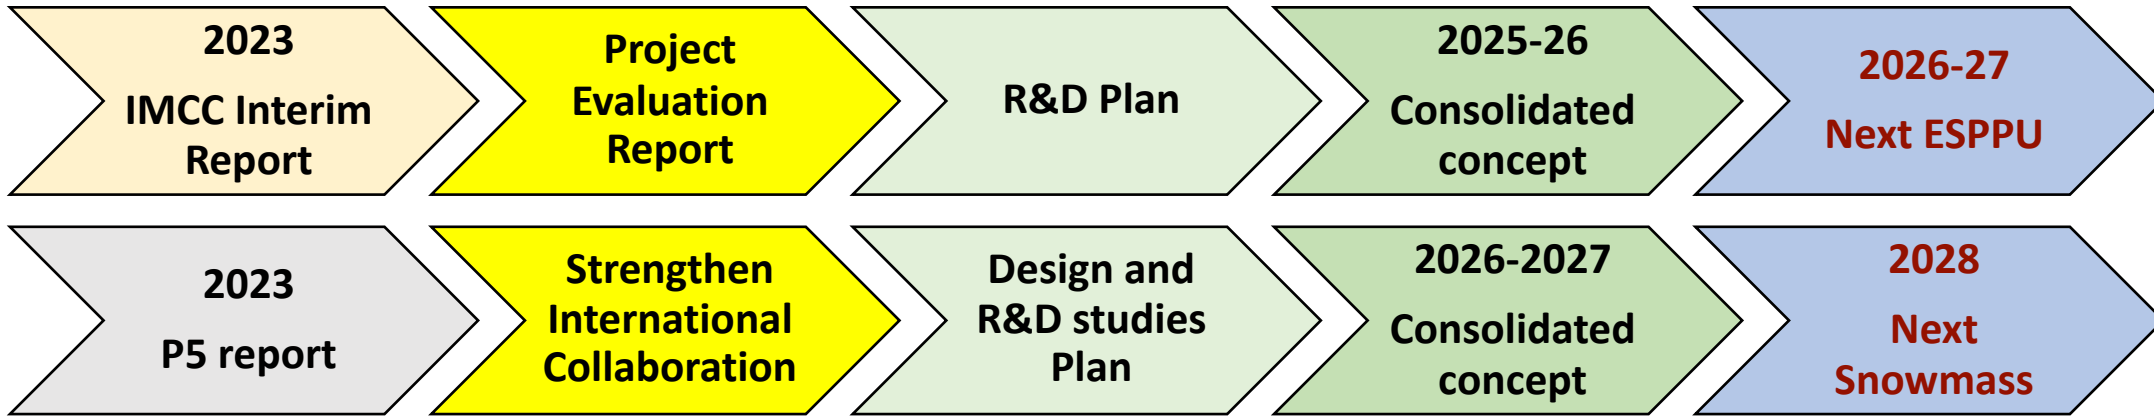 2023
IMCC Interim
Report
Project
Evaluation
Report
R&D Plan
2025-26
Consolidated
concept
2026-27
Next ESPPU
2023
P5 report
Strengthen
International
Collaboration
Design and
R&D studies
Plan
2026-2027
Consolidated
concept
2028
Next
Snowmass